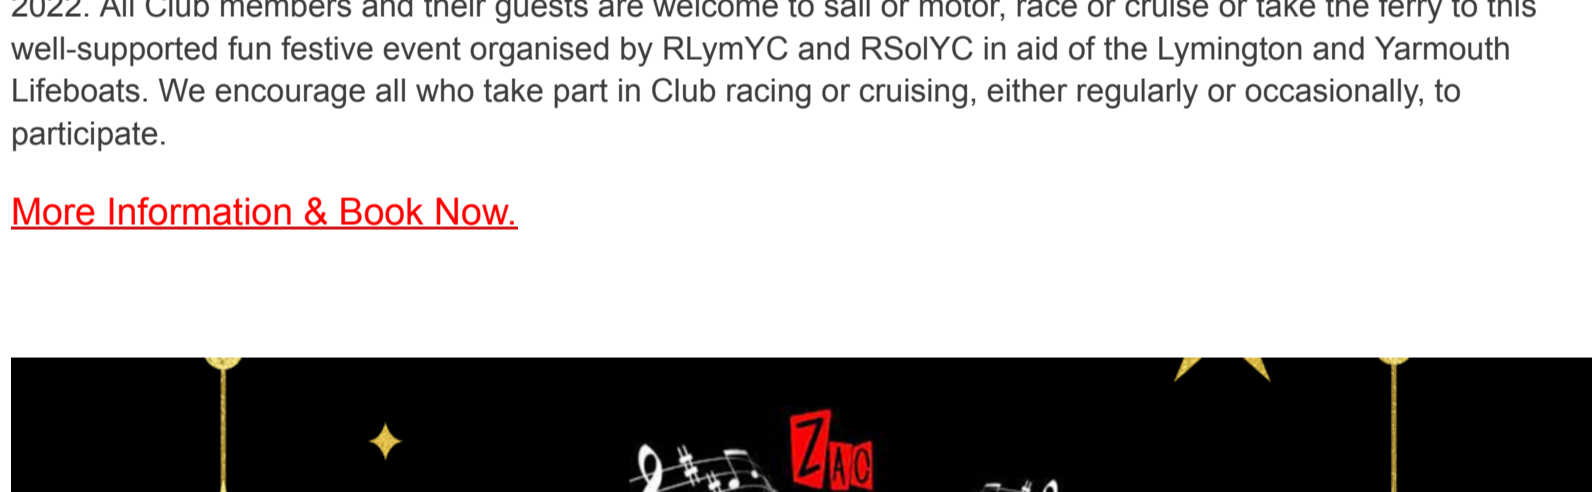 2022. All Club members and their guests are welcome to sail or motor, race or cruise or take the ferry to this
well-supported fun festive event organised by RLymYC and RSolYC in aid of the Lymington and Yarmouth
Lifeboats. We encourage all who take part in Club racing or cruising, either regularly or occasionally, to
participate.
More Information & Book Now.
ZAC